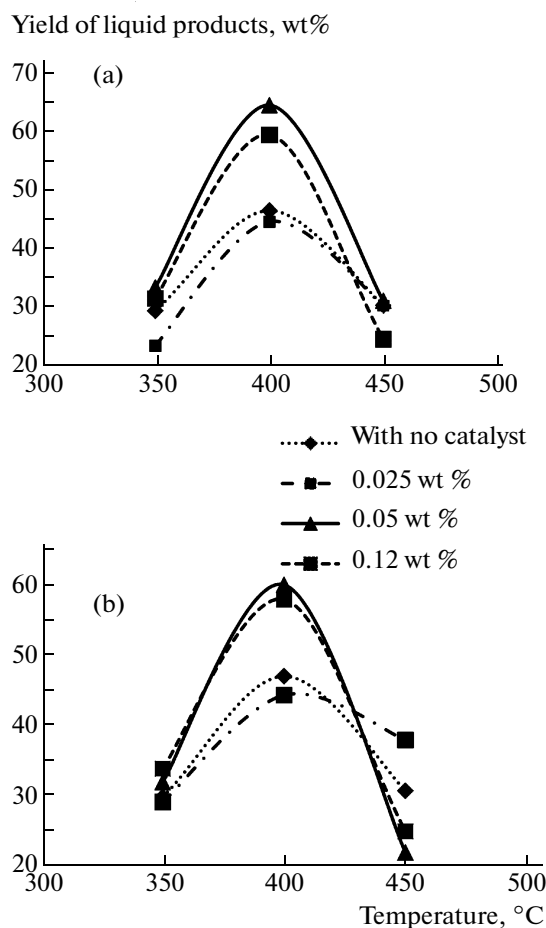 Yield of liquid products, wt%
(a)
70
60
50
40
30
20
300 350 400 450 500
With no catalyst
0.025 wt %
0.05 wt %
0.12 wt %
(b)
60
50
40
30
20
300 350 400 450 500
Temperature, °C